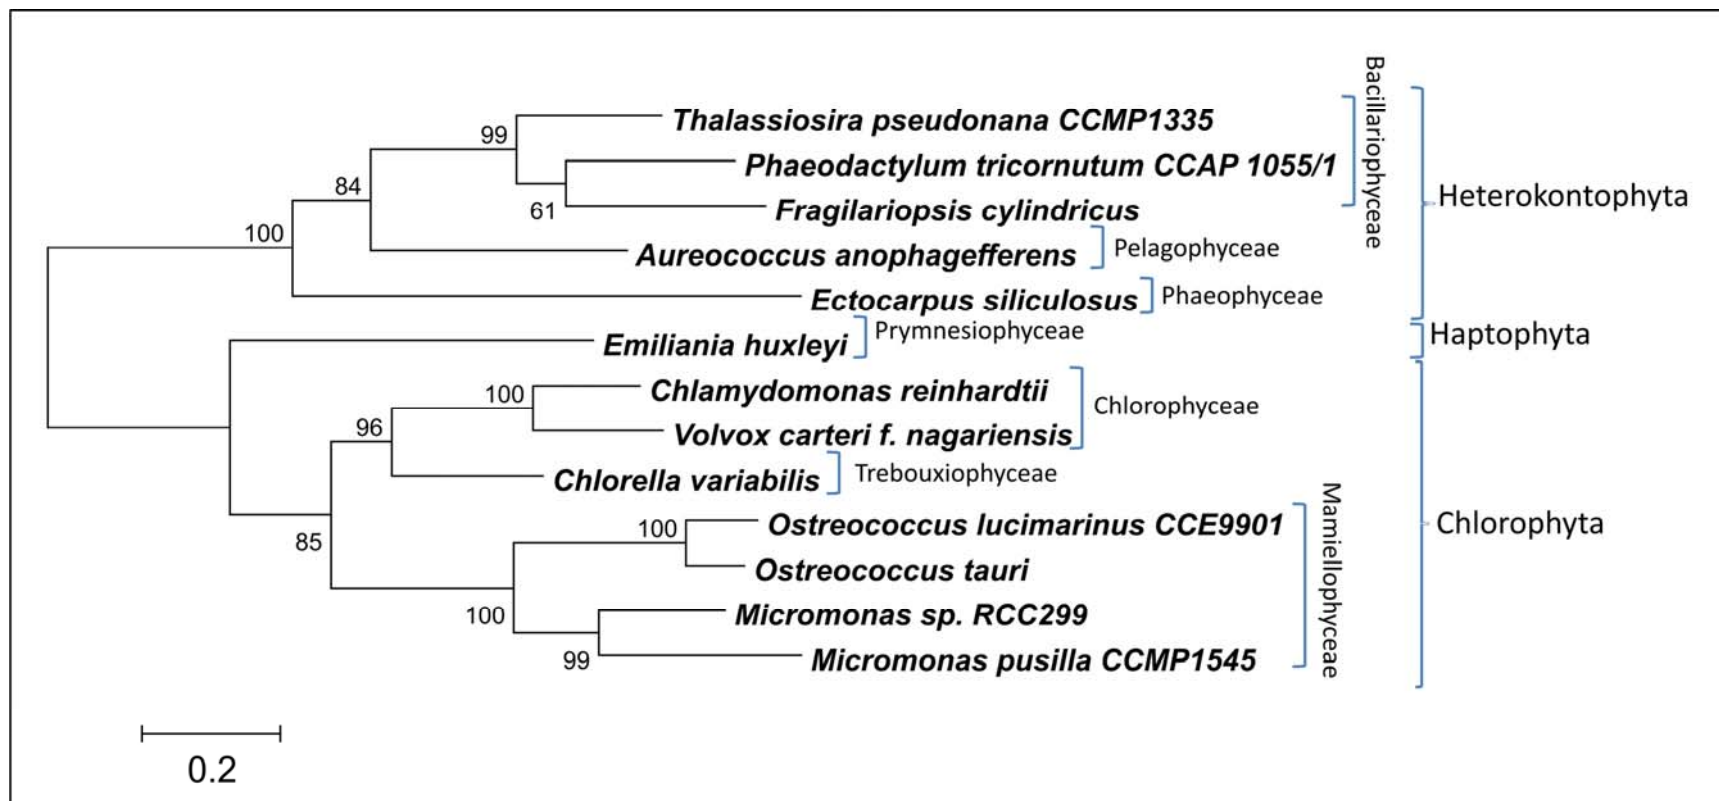 Bacillariophyceae
Thalassiosira pseudonana CCMP1335
99
Phaeodactylum tricornutum CCAP 1055/1
84
Heterokontophyta
61
Fragilariopsis cylindricus
100
Aureococcus anophagefferens
Pelagophyceae
Ectocarpus siliculosus
Phaeophyceae
Emiliania huxleyi
Prymnesiophyceae
Haptophyta
100
Chlamydomonas reinhardtii
Chlorophyceae
96
Volvox carteri f. nagariensis
Chlorella variabilis
Trebouxiophyceae
Mamiellophyceae
100
Ostreococcus lucimarinus CCE9901
Chlorophyta
85
Ostreococcus tauri
100
Micromonas sp. RCC299
99
Micromonas pusilla CCMP1545
0.2